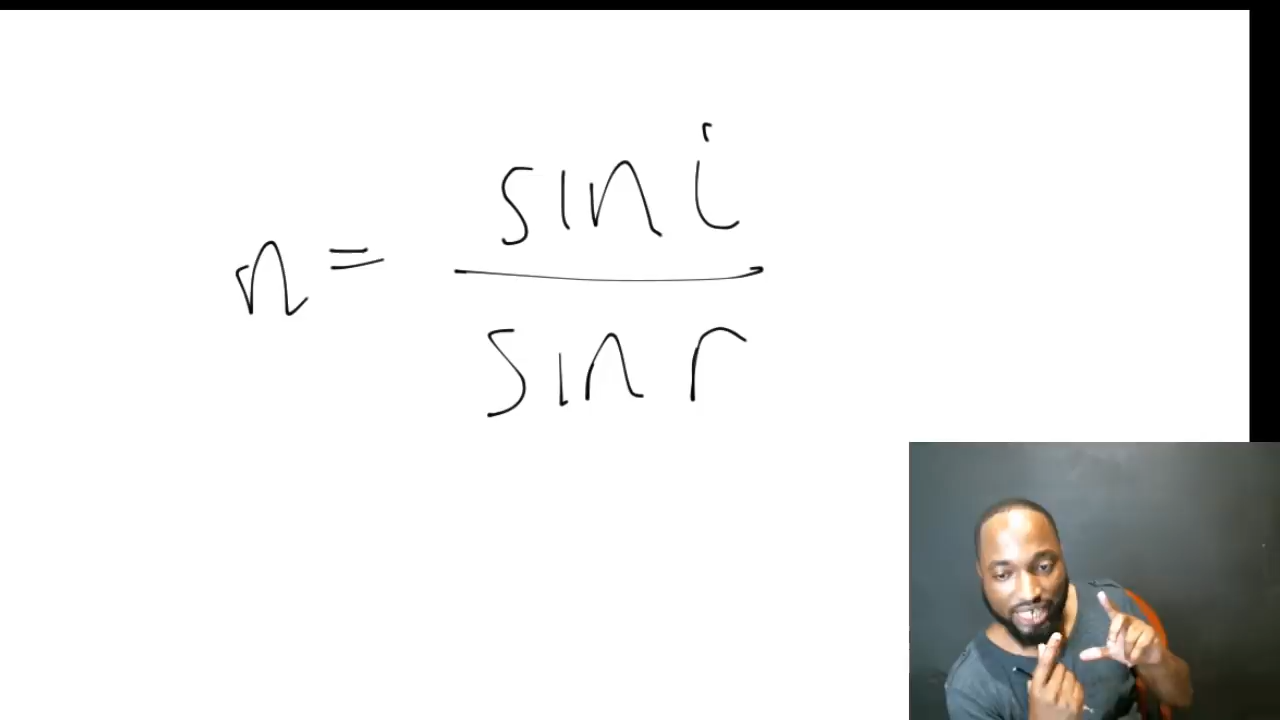 n = sin i
sin r